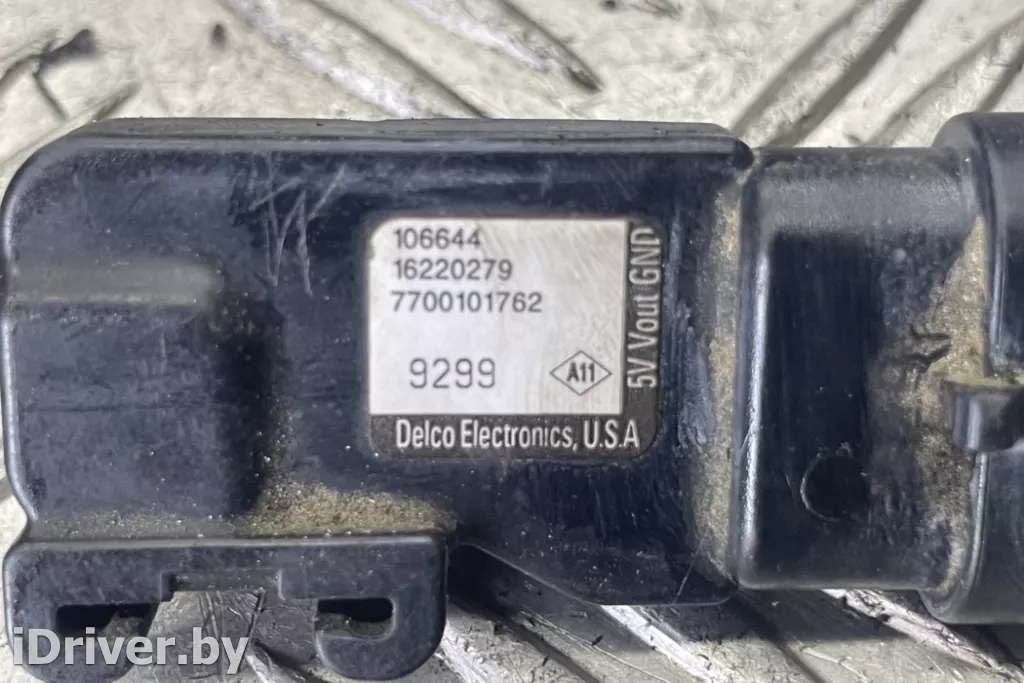 106644
16220279
7700101762
9299
A11
Delco Electronics, U.S.A
5V Vout GND
iDriver.by